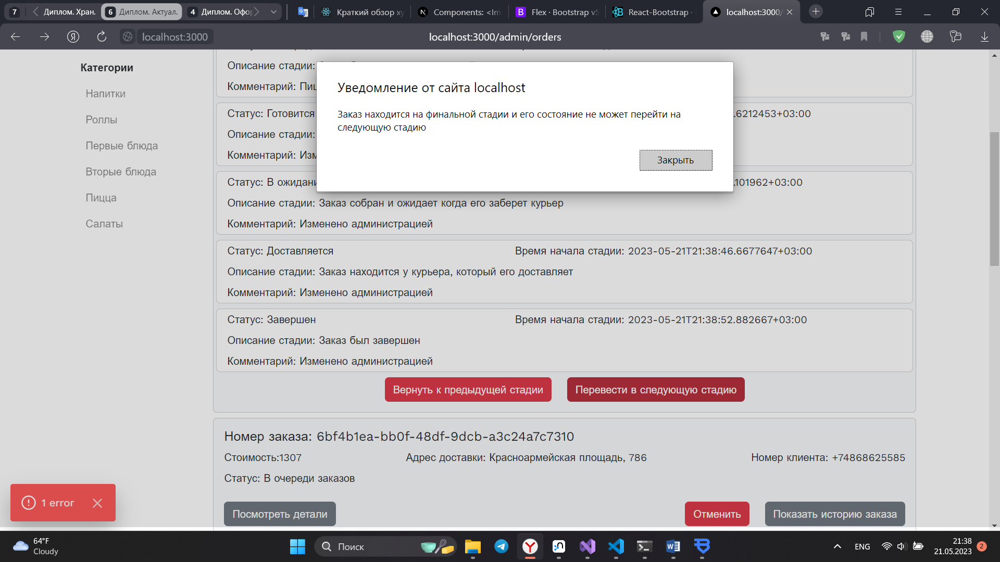 7
Диплом. Хран.
6
Диплом. Актуал.
4
Диплом. Офо
Краткий обзор ху
Components: <Im
Flex · Bootstrap v5
React-Bootstrap ·
localhost:3000/
localhost:3000
localhost:3000/admin/orders
Категории
Напитки
Роллы
Первые блюда
Вторые блюда
Пицца
Салаты
Описание стадии:
Комментарий: Пиц
Уведомление от сайта localhost
Заказ находится на финальной стадии и его состояние не может перейти на
следующую стадию
Закрыть
Статус: Готовится
.6212453+03:00
Описание стадии:
Комментарий: Изм
Статус: В ожидани
.101962+03:00
Описание стадии: Заказ собран и ожидает когда его заберет курьер
Комментарий: Изменено администрацией
Статус: Доставляется
Время начала стадии: 2023-05-21T21:38:46.6677647+03:00
Описание стадии: Заказ находится у курьера, который его доставляет
Комментарий: Изменено администрацией
Статус: Завершен
Время начала стадии: 2023-05-21T21:38:52.882667+03:00
Описание стадии: Заказ был завершен
Комментарий: Изменено администрацией
Вернуть к предыдущей стадии
Перевести в следующую стадию
Номер заказа: 6bf4b1ea-bb0f-48df-9dcb-a3c24a7c7310
Стоимость:1307
Адрес доставки: Красноармейская площадь, 786
Номер клиента: +74868625585
Статус: В очереди заказов
Посмотреть детали
Отменить
Показать историю заказа
1 error
64°F
Cloudy
Поиск
ENG
21:38
21.05.2023
2